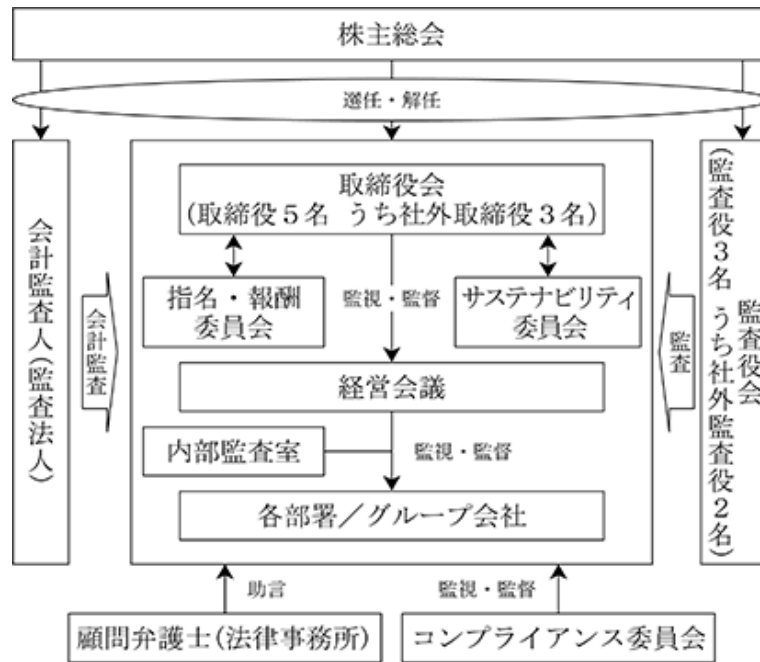 株主総会
選任・解任
会計監査人(監査法人)
会計監査
取締役会
(取締役5名 うち社外取締役3名)
指名・報酬
委員会
監視・監督
サステナビリティ
委員会
経営会議
内部監査室
監視・監督
各部署／グループ会社
監査
監査役会
(監査役3名 うち社外監査役2名)
助言
監視・監督
顧問弁護士(法律事務所)
コンプライアンス委員会